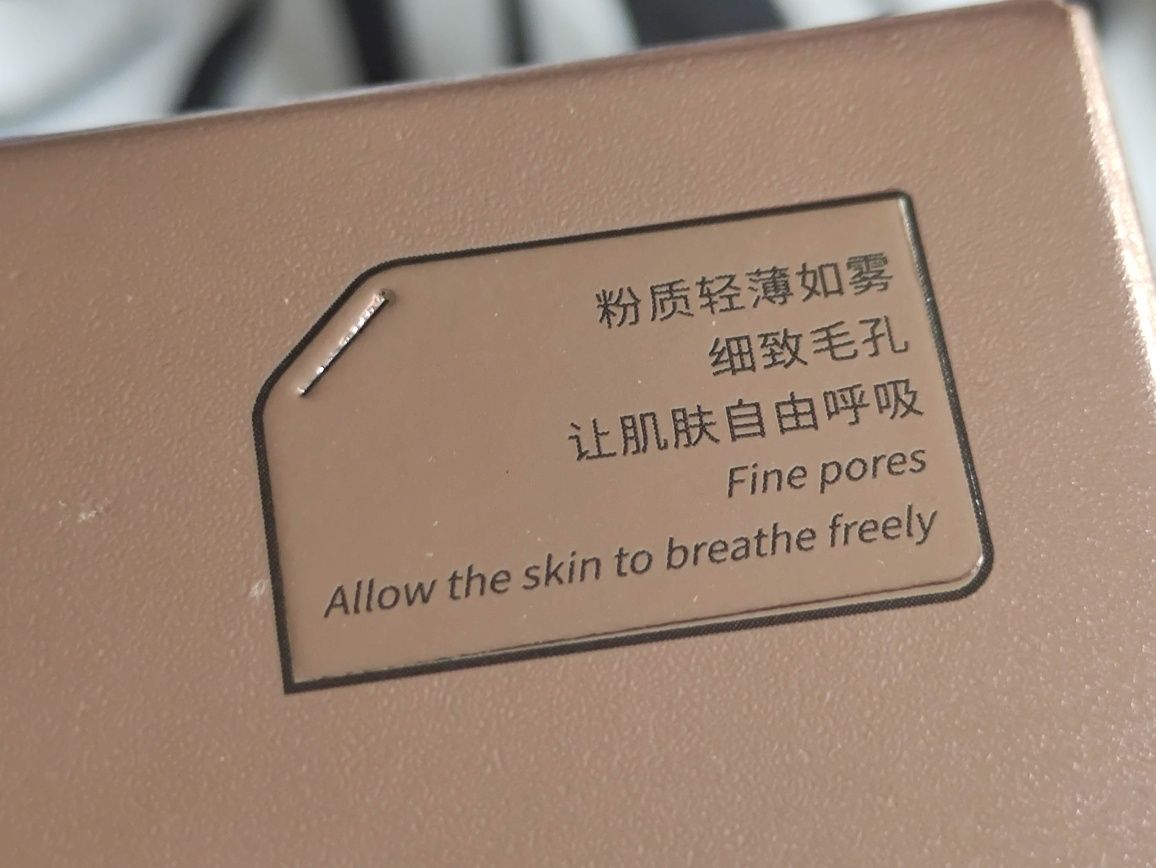 粉质轻薄如雾
细致毛孔
让肌肤自由呼吸
Fine pores
Allow the skin to breathe freely